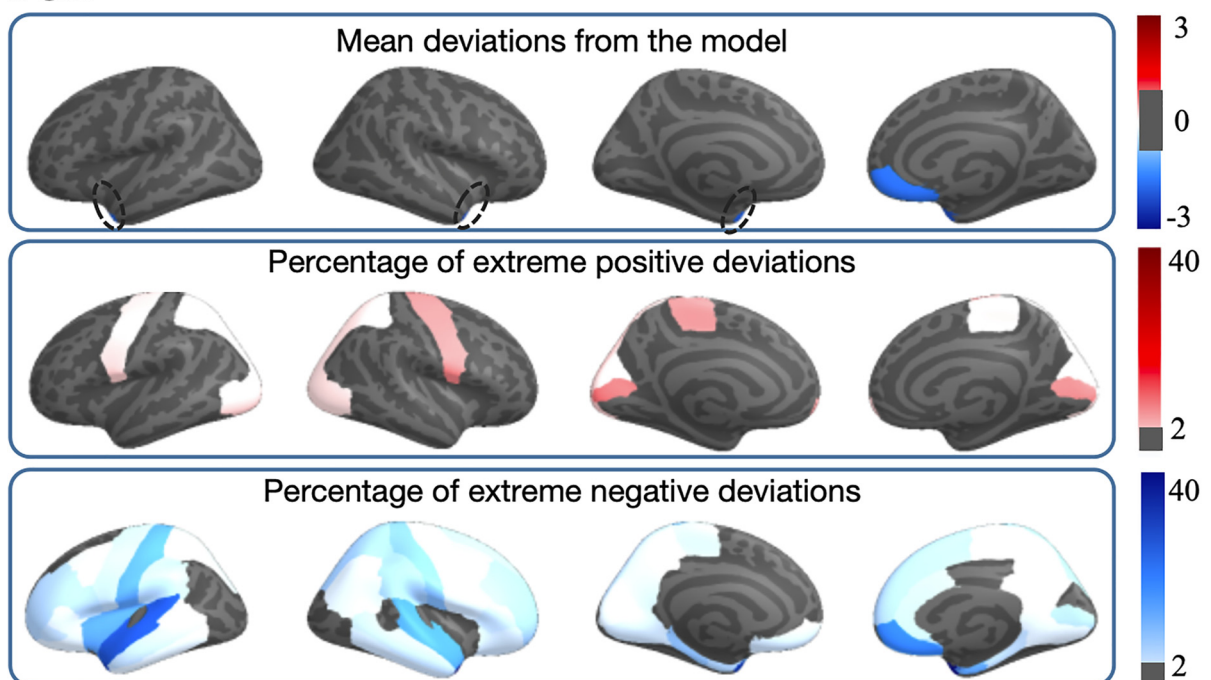 Mean deviations from the model
3
0
-3
Percentage of extreme positive deviations
40
2
Percentage of extreme negative deviations
40
2